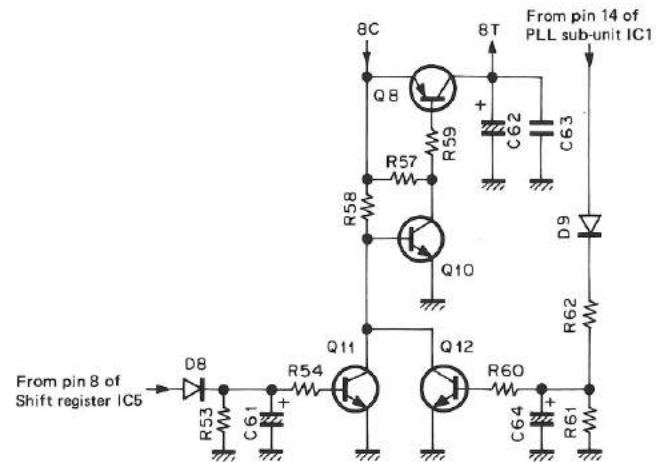 From pin 14 of
PLL sub-unit IC1
8C
8T
Q8
+
C62
C63
R59
R57
R58
D9
Q10
R62
Q11
Q12
D8
R54
R60
From pin 8 of
Shift register IC5
R53
C61
+
C64
+
R61